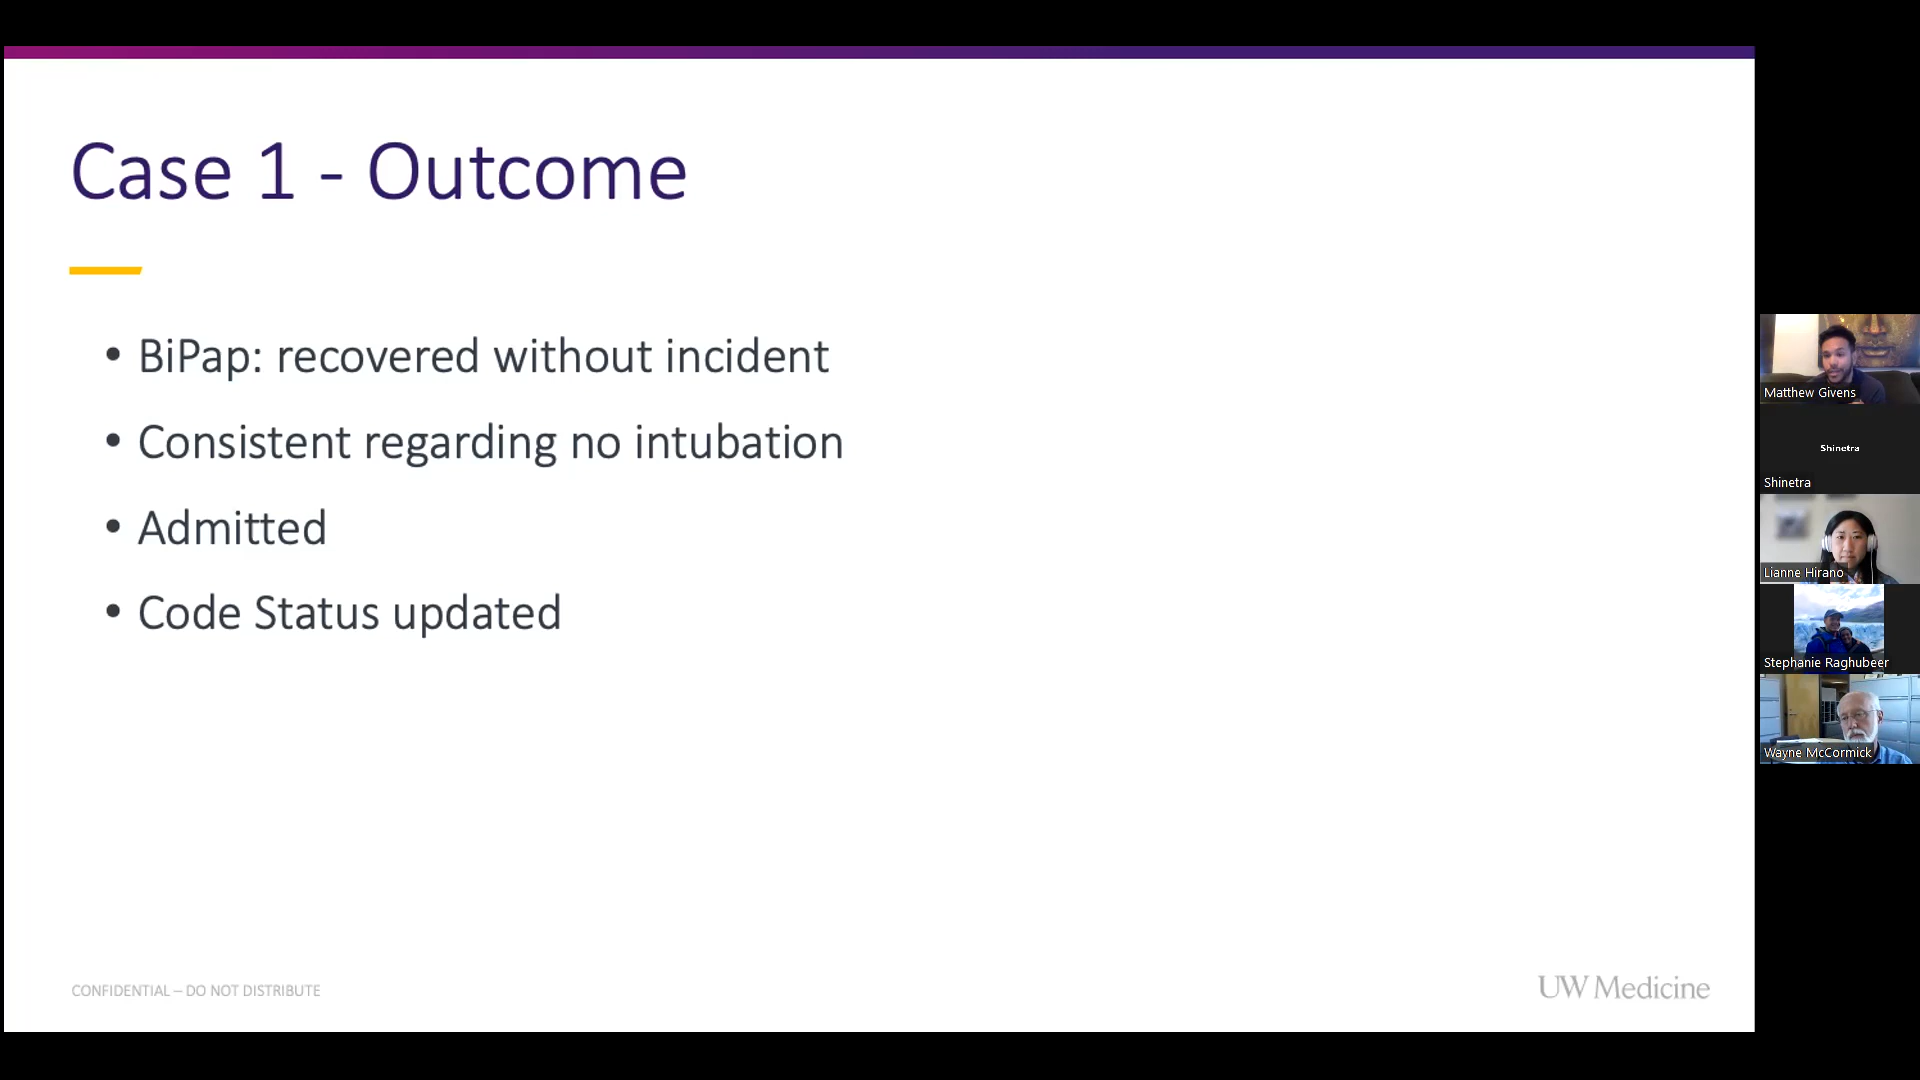 Case 1 - Outcome
• BiPap: recovered without incident
• Consistent regarding no intubation
• Admitted
• Code Status updated
CONFIDENTIAL – DO NOT DISTRIBUTE
UW Medicine
Matthew Givens
Shinetra
Shinetra
Lianne Hirano
Stephanie Raghubeer
Wayne McCormick